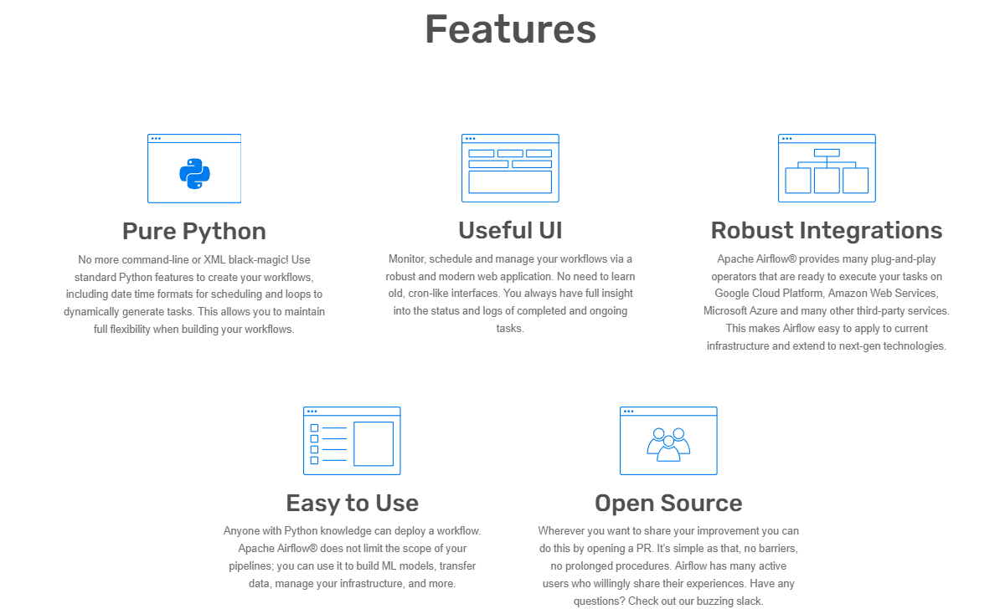 Features
Pure Python
No more command-line or XML black-magic! Use
standard Python features to create your workflows,
including date time formats for scheduling and loops to
dynamically generate tasks. This allows you to maintain
full flexibility when building your workflows.
Useful UI
Monitor, schedule and manage your workflows via a
robust and modern web application. No need to learn
old, cron-like interfaces. You always have full insight
into the status and logs of completed and ongoing
tasks.
Robust Integrations
Apache Airflow® provides many plug-and-play
operators that are ready to execute your tasks on
Google Cloud Platform, Amazon Web Services,
Microsoft Azure and many other third-party services.
This makes Airflow easy to apply to current
infrastructure and extend to next-gen technologies.
Easy to Use
Anyone with Python knowledge can deploy a workflow.
Apache Airflow® does not limit the scope of your
pipelines; you can use it to build ML models, transfer
data, manage your infrastructure, and more.
Open Source
Wherever you want to share your improvement you can
do this by opening a PR. It’s simple as that, no barriers,
no prolonged procedures. Airflow has many active
users who willingly share their experiences. Have any
questions? Check out our buzzing slack.